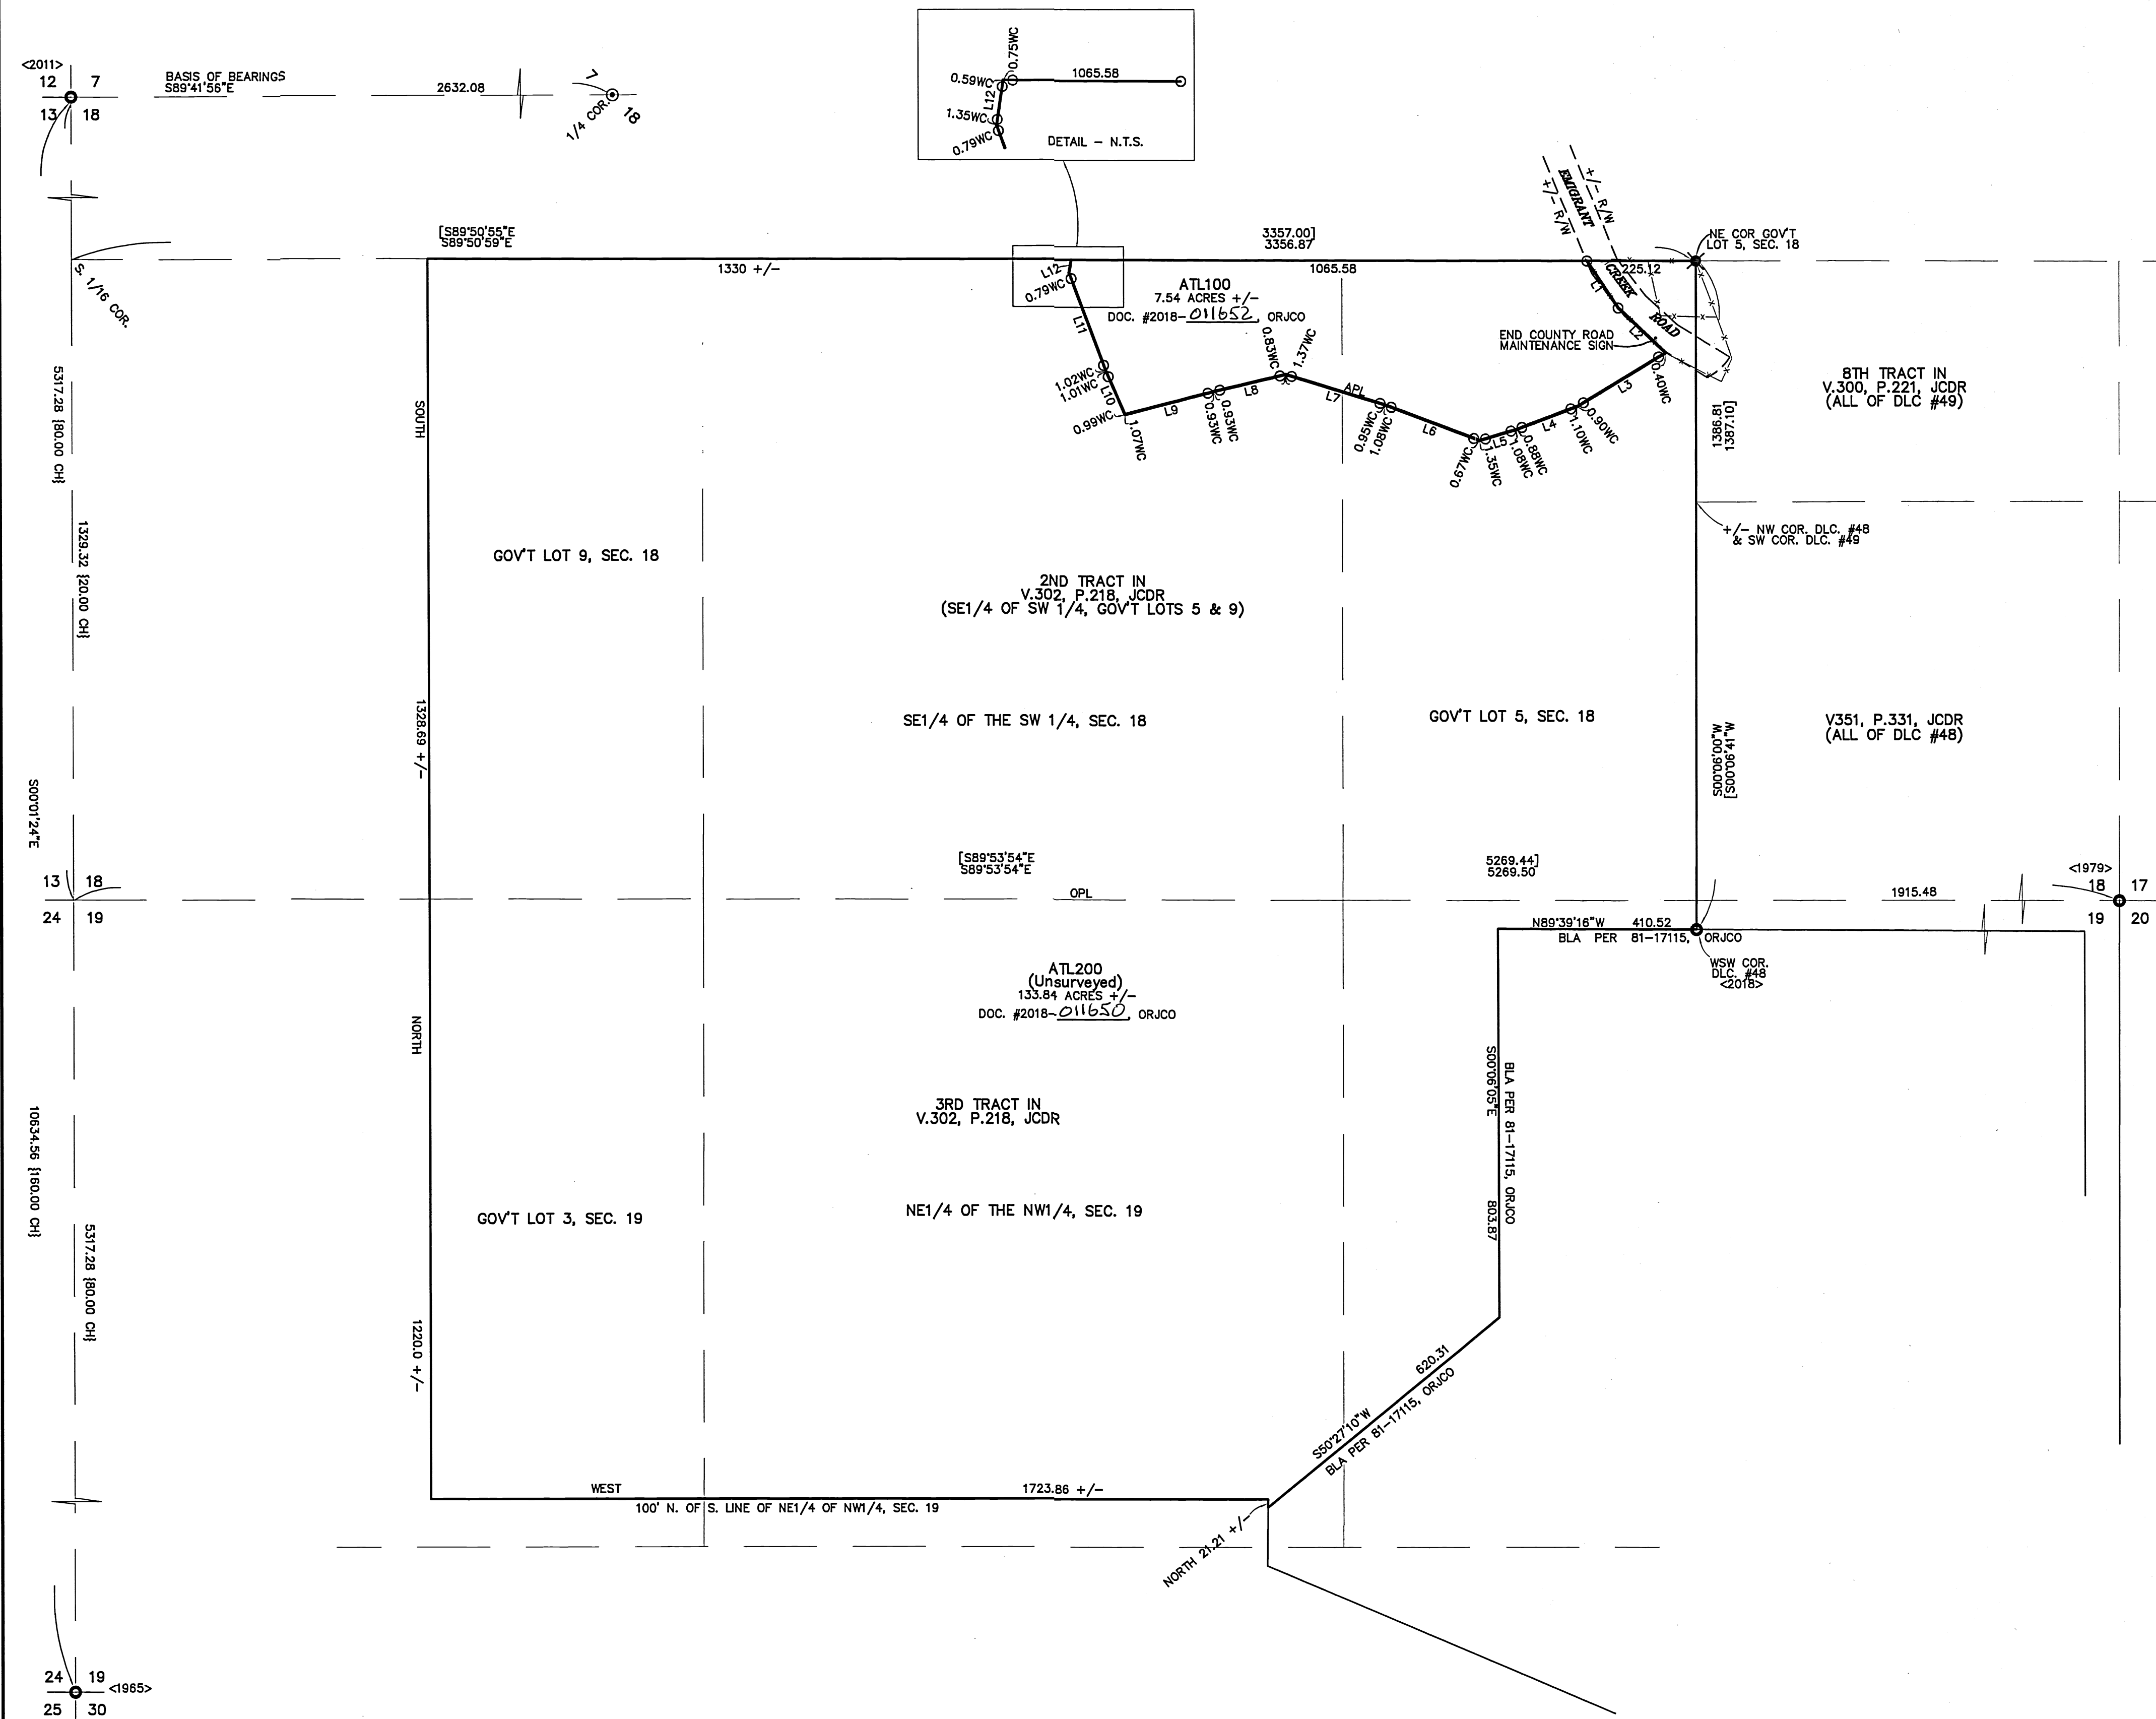 <2011>
12 7
13 18
BASIS OF BEARINGS
S89°41'56"E
2632.08
7
18
1/4 COR.
0.75WC
0.59WC
1065.58
L12
1.35WC
0.79WC
DETAIL – N.T.S.
[S89°50'55"E
S89°50'59"E
3357.00]
3356.87
1330 +/-
1065.58
225.12
EMIGRANT
CREEK
ROAD
+/- R/W
+/- R/W
NE COR GOV'T
LOT 5, SEC. 18
S. 1/16 COR.
L12
0.79WC
ATL100
7.54 ACRES +/-
DOC. #2018-011652, ORJCO
L1
L2
END COUNTY ROAD
MAINTENANCE SIGN
L11
1.02WC
1.01WC
L10
0.99WC
1.07WC
L9
0.93WC
0.93WC
L8
0.83WC
1.37WC
APL
L7
0.95WC
1.08WC
L6
0.67WC
1.35WC
L5
1.08WC
0.88WC
L4
1.10WC
0.90WC
L3
0.40WC
8TH TRACT IN
V.300, P.221, JCDR
(ALL OF DLC #49)
1386.81
1387.10]
5317.28 {80.00 CH}
SOUTH
1329.32 {20.00 CH}
+/- NW COR. DLC. #48
& SW COR. DLC. #49
GOV'T LOT 9, SEC. 18
2ND TRACT IN
V.302, P.218, JCDR
(SE1/4 OF SW 1/4, GOV'T LOTS 5 & 9)
1328.69 +/-
SE1/4 OF THE SW 1/4, SEC. 18
GOV'T LOT 5, SEC. 18
V351, P.331, JCDR
(ALL OF DLC #48)
S00°06'00"W
[S00°06'41"W
S00°01'24"E
[S89°53'54"E
S89°53'54"E
5269.44]
5269.50
OPL
13 18
24 19
<1979>
18 17
19 20
1915.48
N89°39'16"W 410.52
BLA PER 81-17115, ORJCO
WSW COR.
DLC. #48
<2018>
ATL200
(Unsurveyed)
133.84 ACRES +/-
DOC. #2018-011650, ORJCO
NORTH
S00°06'05"E
803.87
BLA PER 81-17115, ORJCO
3RD TRACT IN
V.302, P.218, JCDR
10634.56 {160.00 CH}
GOV'T LOT 3, SEC. 19
NE1/4 OF THE NW1/4, SEC. 19
5317.28 {80.00 CH}
1220.0 +/-
620.31
S50°27'10"W
BLA PER 81-17115, ORJCO
WEST
1723.86 +/-
100' N. OF S. LINE OF NE1/4 OF NW1/4, SEC. 19
NORTH 21.21 +/-
24 19
25 30
<1965>